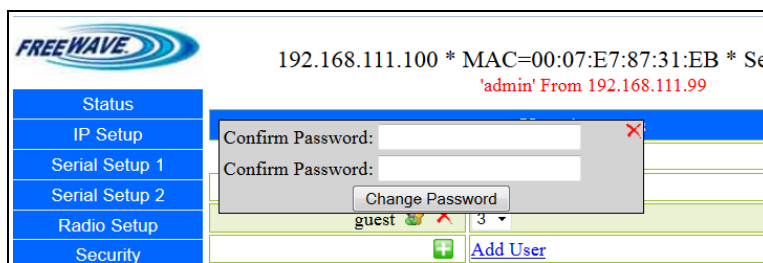 FREEWAVE
192.168.111.100 * MAC=00:07:E7:87:31:EB * Se
'admin' From 192.168.111.99
Status
IP Setup
Serial Setup 1
Serial Setup 2
Radio Setup
Security
Confirm Password:
Confirm Password:
Change Password
guest 3
Add User